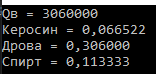 Qв = 3060000
Керосин = 0,066522
Дрова = 0,306000
Спирт = 0,113333